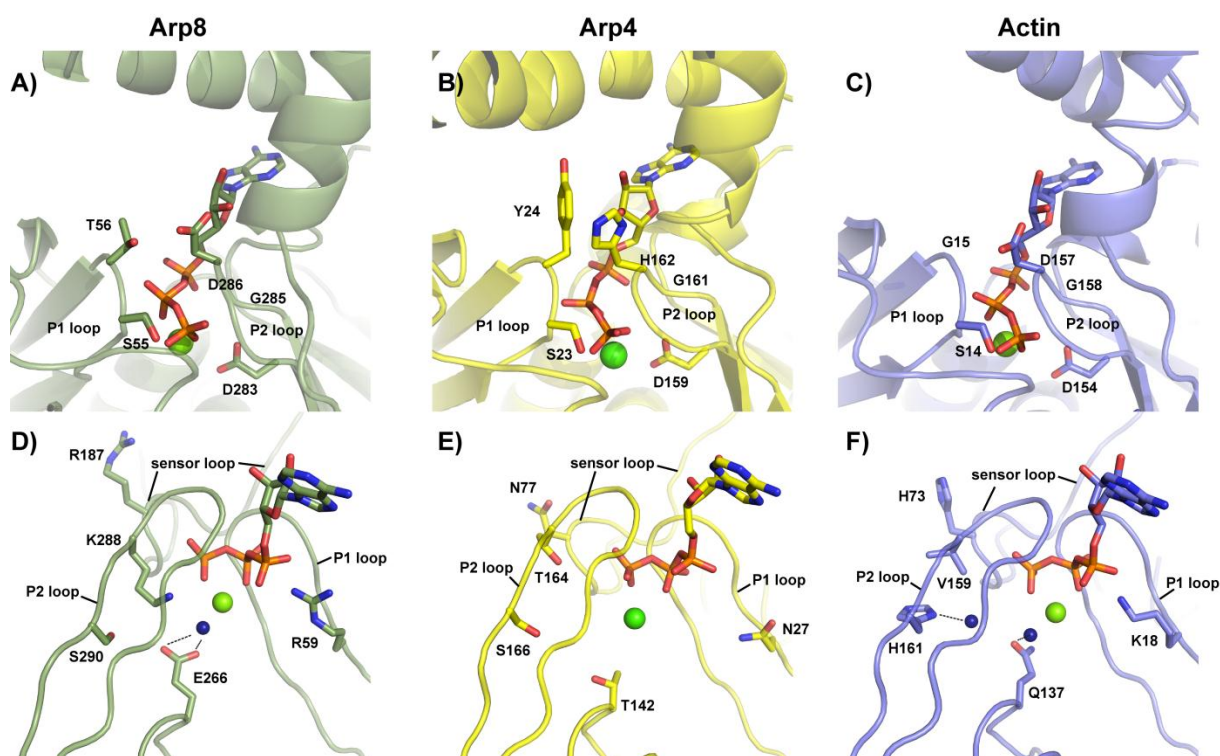 Arp8 Arp4 Actin
A) B) C)
T56 Y24 G15
D286 H162 D157
G285 G161 G158
P1 loop P2 loop P1 loop P2 loop P1 loop P2 loop
S55 S23 S14
D283 D159 D154
D) E) F)
R187 sensor loop sensor loop sensor loop
N77 H73
K288
P1 loop T164 P1 loop V159 P1 loop
P2 loop P2 loop P2 loop
S290 R59 S166 N27 H161 K18
E266 T142 Q137